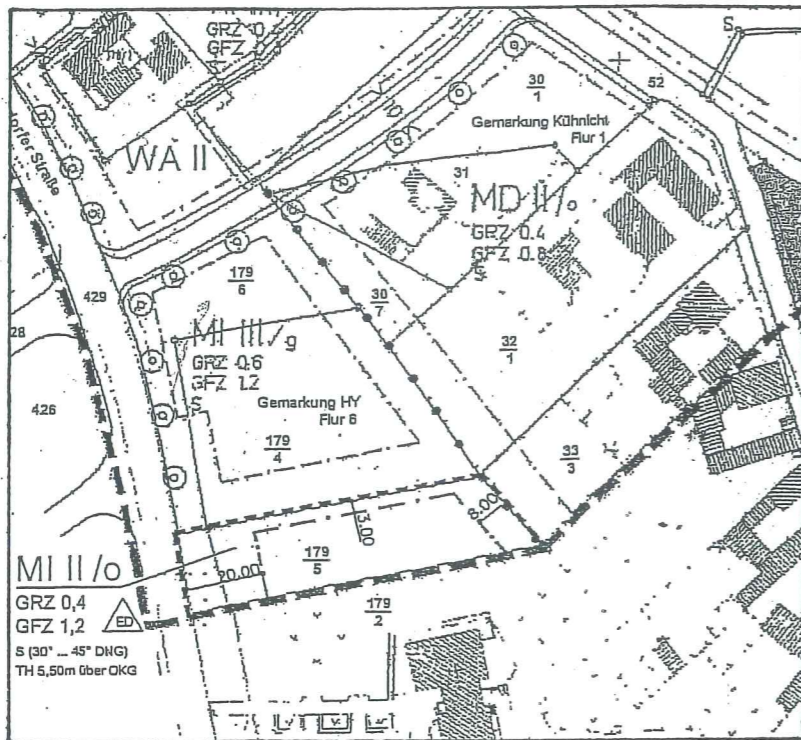 GRZ 0
GFZ 0
S
S
52
30
1
Gemarkung Kühnicht
Flur 1
rfer Straße
WA II
31
MD II/o
GRZ 0.4
GFZ 0.8
429
179
6
30
7
28
MI III/g
GRZ 0.6
GFZ 1.2
S
32
1
426
Gemarkung HY
Flur 6
179
4
33
3
8.00
3.00
MI II/o
179
5
20.00
GRZ 0,4
GFZ 1,2
ED
179
2
S (30° ... 45° DNG)
TH 5,50m über OKG